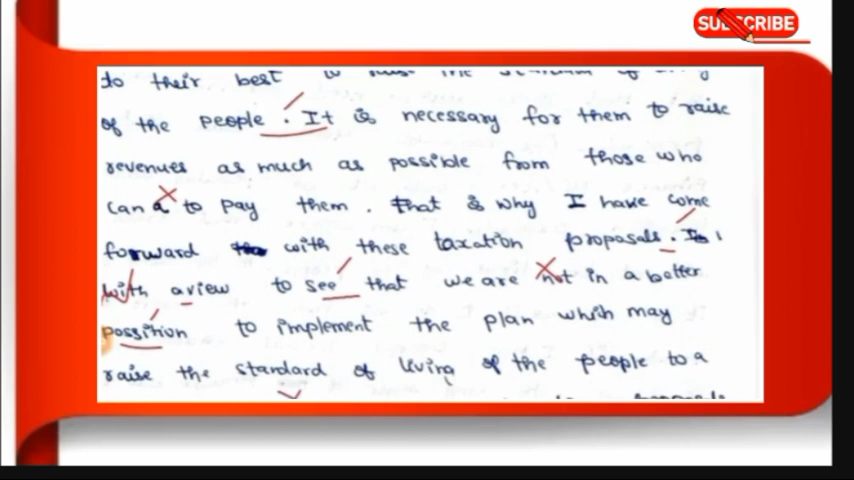 SUBSCRIBE
to their best
of the people. It is necessary for them to raise
revenues as much as possible from those who
can a to pay them. That is why I have come
forward with these taxation proposals.
with a view to see that we are not in a better
possition to implement the plan which may
raise the standard of living of the people to a